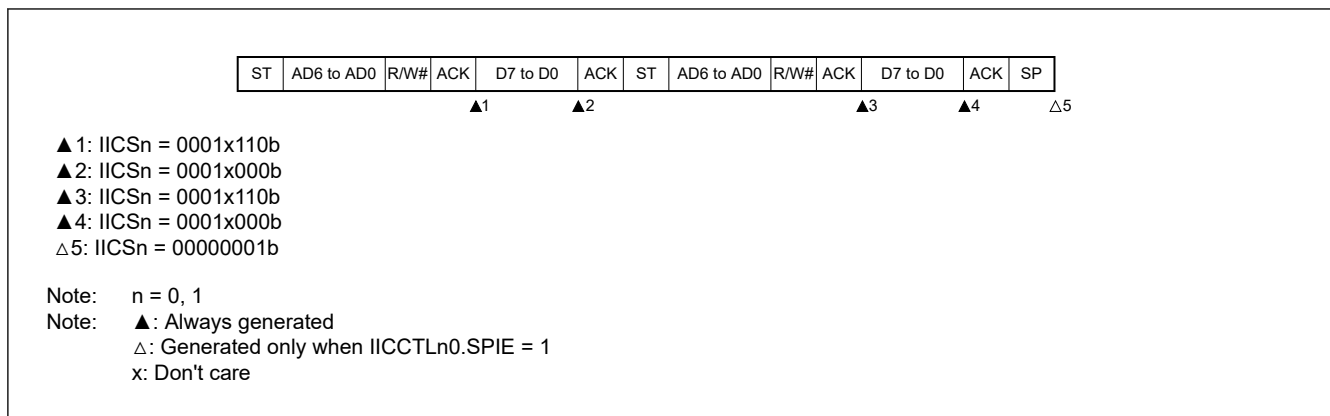 ST AD6 to AD0 R/W# ACK D7 to D0 ACK ST AD6 to AD0 R/W# ACK D7 to D0 ACK SP
▲1 ▲2 ▲3 ▲4 △5
▲1: IICSn = 0001x110b
▲2: IICSn = 0001x000b
▲3: IICSn = 0001x110b
▲4: IICSn = 0001x000b
△5: IICSn = 00000001b
Note: n = 0, 1
Note: ▲: Always generated
△: Generated only when IICCTLn0.SPIE = 1
x: Don't care